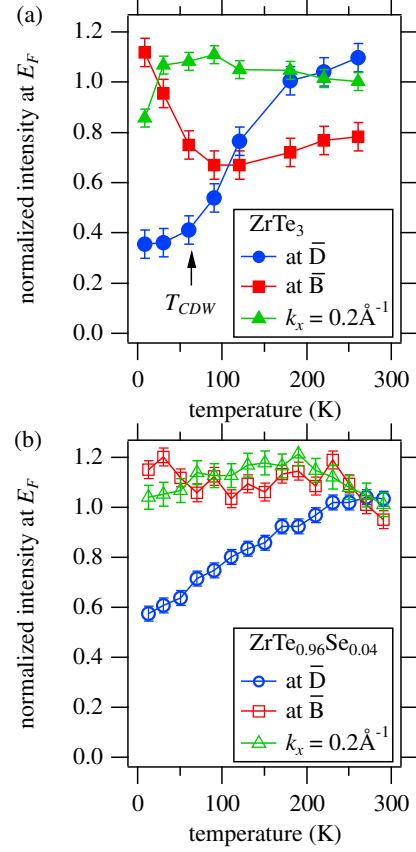 (a)
1.2
1.0
0.8
0.6
0.4
0.2
0.0
normalized intensity at E_F
T_CDW
ZrTe₃
at D̄
at B̄
kₓ = 0.2Å⁻¹
0 100 200 300
temperature (K)
(b)
1.2
1.0
0.8
0.6
0.4
0.2
0.0
normalized intensity at E_F
ZrTe₀.₉₆Se₀.₀₄
at D̄
at B̄
kₓ = 0.2Å⁻¹
0 100 200 300
temperature (K)